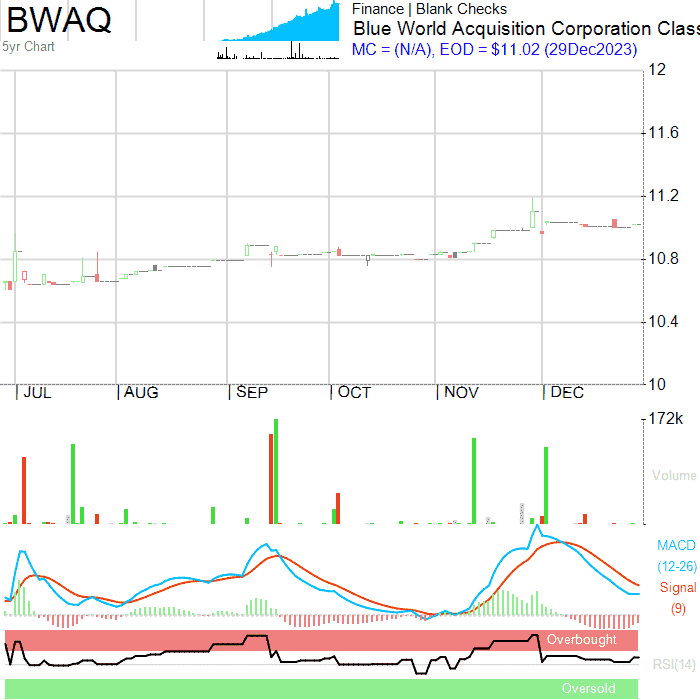 BWAQ
5yr Chart
Finance | Blank Checks
Blue World Acquisition Corporation Clas
MC = (N/A), EOD = $11.02 (29Dec2023)
12
11.6
11.2
10.8
10.4
10
JUL AUG SEP OCT NOV DEC
172k
Volume
MACD
(12-26)
Signal
(9)
Overbought
RSI(14)
Oversold